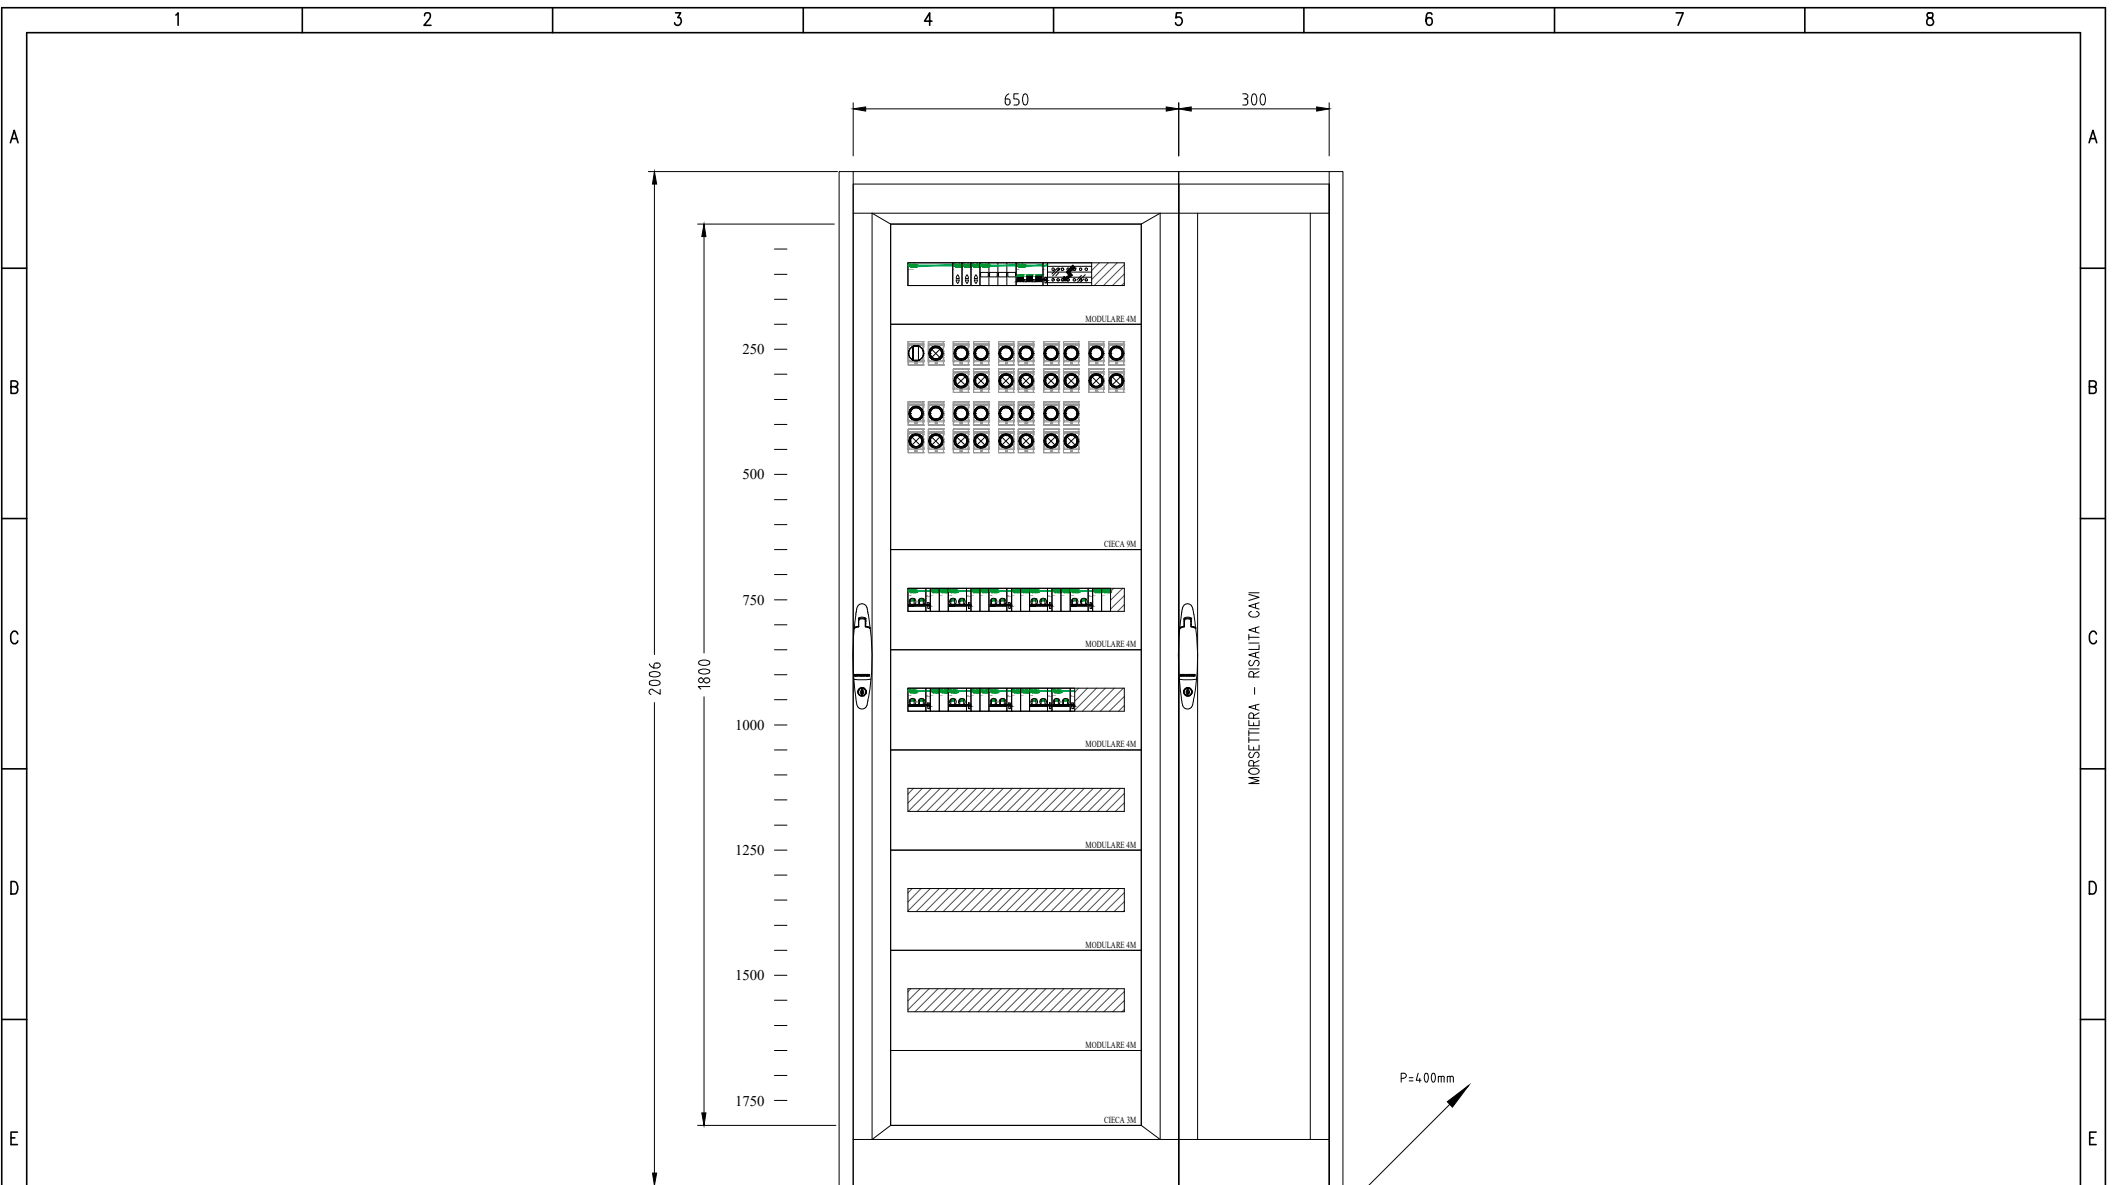 1 2 3 4 5 6 7 8
650 300
A A
MODULARE 4M
250
B B
500
CIECA 9M
750
C C
MODULARE 4M
2006
1800
MORSETTIERA - RISALITA CAVI
1000
MODULARE 4M
1250
MODULARE 4M
D D
MODULARE 4M
1500
MODULARE 4M
P=400mm
1750
CIECA 3M
E E